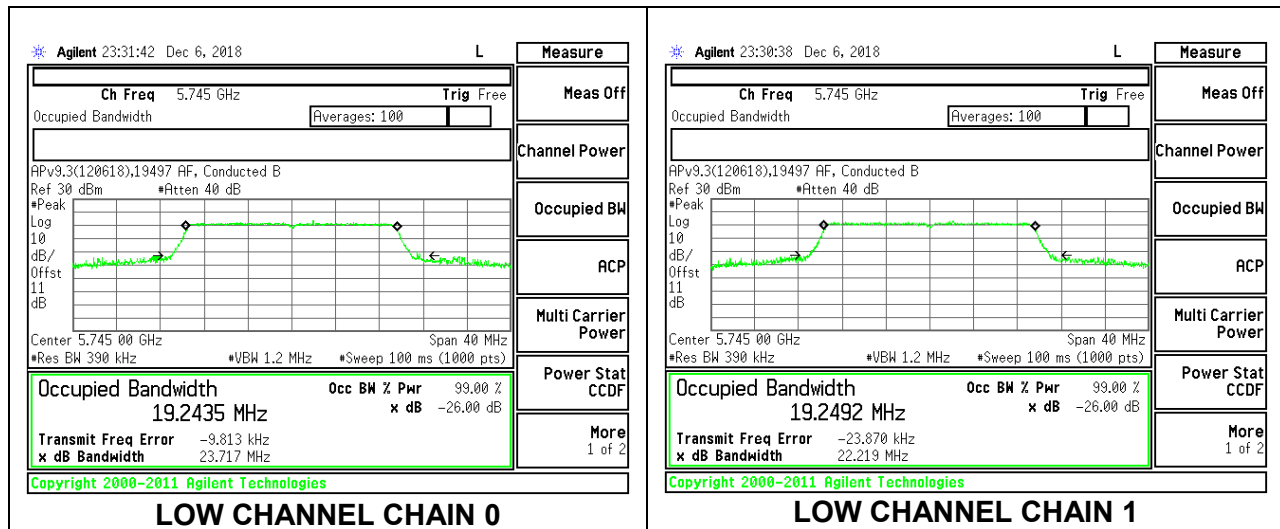 Agilent 23:31:42 Dec 6, 2018 L
Measure
Ch Freq 5.745 GHz Trig Free
Occupied Bandwidth Averages: 100
APv9.3(120618),19497 AF, Conducted B
Ref 30 dBm #Atten 40 dB
#Peak
Log
10
dB/
Offst
11
dB
Center 5.745 00 GHz Span 40 MHz
#Res BW 390 kHz #VBW 1.2 MHz #Sweep 100 ms (1000 pts)
Occupied Bandwidth Occ BW % Pwr 99.00 %
19.2435 MHz x dB -26.00 dB
Transmit Freq Error -9.813 kHz
x dB Bandwidth 23.717 MHz
Copyright 2000-2011 Agilent Technologies
Meas Off
Channel Power
Occupied BW
ACP
Multi Carrier
Power
Power Stat
CCDF
More
1 of 2
LOW CHANNEL CHAIN 0
Agilent 23:30:38 Dec 6, 2018 L
Measure
Ch Freq 5.745 GHz Trig Free
Occupied Bandwidth Averages: 100
APv9.3(120618),19497 AF, Conducted B
Ref 30 dBm #Atten 40 dB
#Peak
Log
10
dB/
Offst
11
dB
Center 5.745 00 GHz Span 40 MHz
#Res BW 390 kHz #VBW 1.2 MHz #Sweep 100 ms (1000 pts)
Occupied Bandwidth Occ BW % Pwr 99.00 %
19.2492 MHz x dB -26.00 dB
Transmit Freq Error -23.870 kHz
x dB Bandwidth 22.219 MHz
Copyright 2000-2011 Agilent Technologies
Meas Off
Channel Power
Occupied BW
ACP
Multi Carrier
Power
Power Stat
CCDF
More
1 of 2
LOW CHANNEL CHAIN 1